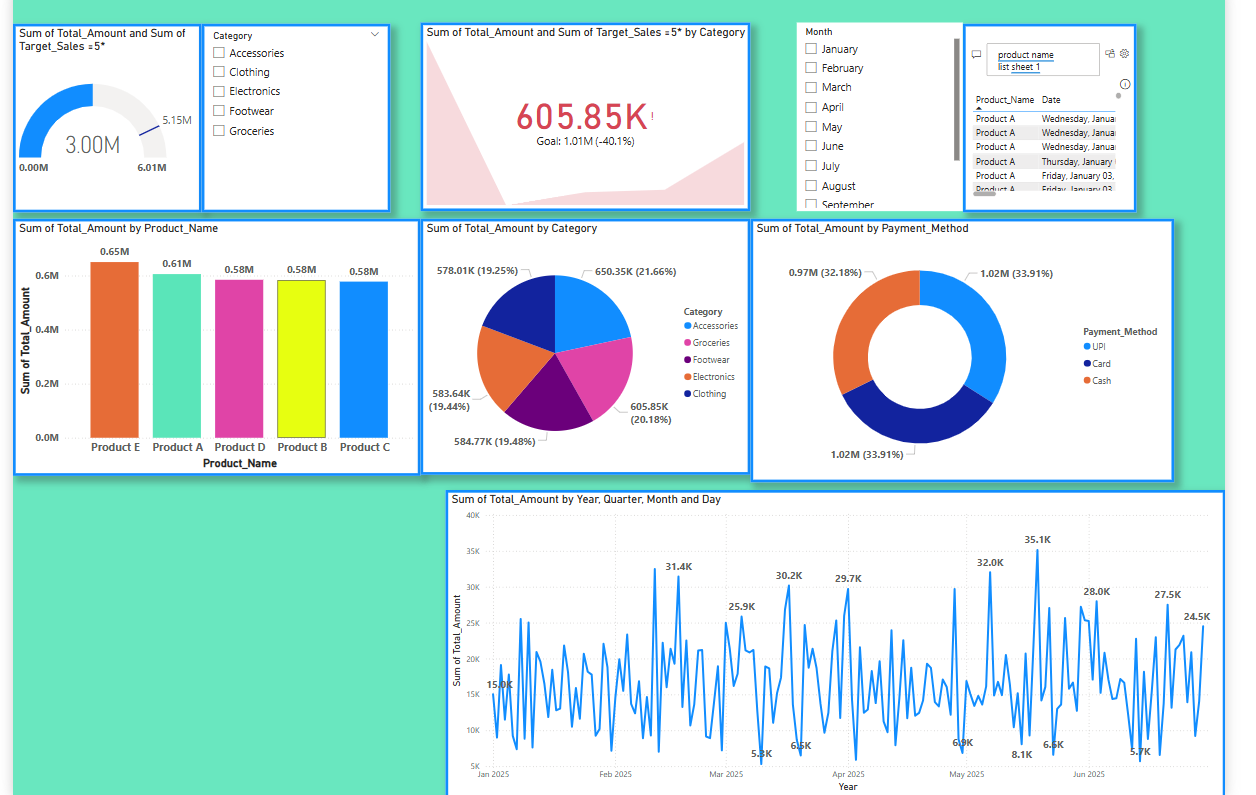 Sum of Total_Amount and Sum of
Target_Sales =5*
5.15M
3.00M
0.00M
6.01M
Category
Accessories
Clothing
Electronics
Footwear
Groceries
Sum of Total_Amount and Sum of Target_Sales =5* by Category
605.85K!
Goal: 1.01M (-40.1%)
Month
January
February
March
April
May
June
July
August
September
product name
list sheet 1
Product_Name Date
Product A Wednesday, Janua
Product A Wednesday, Janua
Product A Wednesday, Janua
Product A Thursday, January
Product A Friday, January 03,
Product A Friday, January 03
Sum of Total_Amount by Product_Name
0.65M
0.61M
0.58M
0.58M
0.58M
0.6M
0.4M
0.2M
0.0M
Sum of Total_Amount
Product E Product A Product D Product B Product C
Product_Name
Sum of Total_Amount by Category
578.01K (19.25%)
650.35K (21.66%)
583.64K
(19.44%)
605.85K
(20.18%)
584.77K (19.48%)
Category
Accessories
Groceries
Footwear
Electronics
Clothing
Sum of Total_Amount by Payment_Method
0.97M (32.18%)
1.02M (33.91%)
1.02M (33.91%)
Payment_Method
UPI
Card
Cash
Sum of Total_Amount by Year, Quarter, Month and Day
40K
35K
30K
25K
20K
15K
10K
5K
Sum of Total_Amount
15.0K
31.4K
25.9K
5.3K
30.2K
6.5K
29.7K
6.9K
32.0K
8.1K
35.1K
6.5K
28.0K
5.7K
27.5K
24.5K
Jan 2025 Feb 2025 Mar 2025 Apr 2025 May 2025 Jun 2025
Year